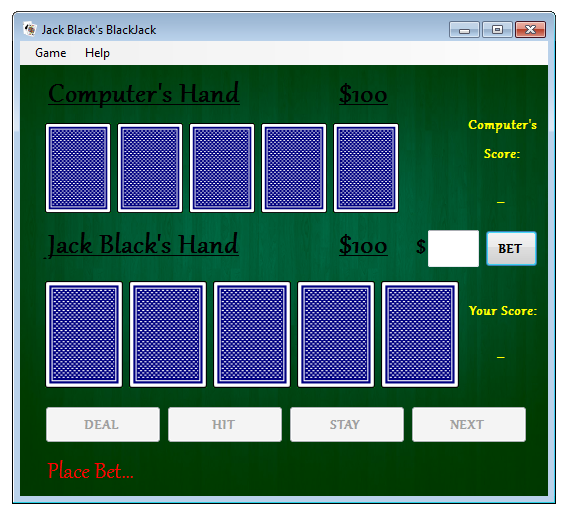 Jack Black's BlackJack
Game Help
Computer's Hand $100
Computer's
Score:
–
Jack Black's Hand $100 $ BET
Your Score:
–
DEAL HIT STAY NEXT
Place Bet...